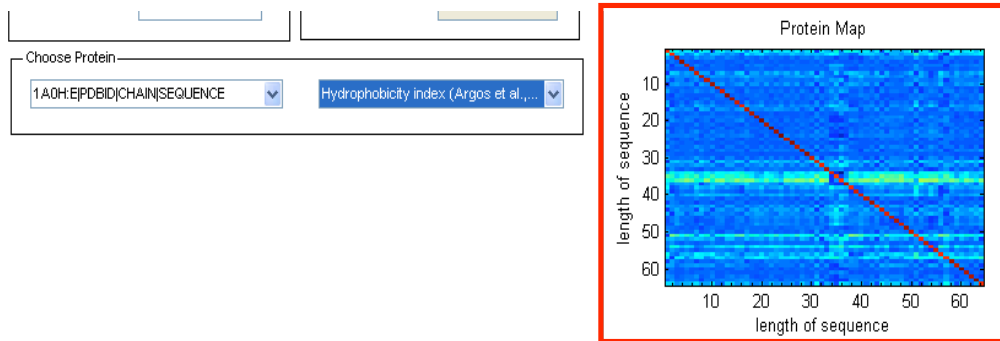 Choose Protein
1A0H:E|PDBID|CHAIN|SEQUENCE
Hydrophobicity index (Argos et al.,...
Protein Map
length of sequence
10
20
30
40
50
60
10 20 30 40 50 60
length of sequence